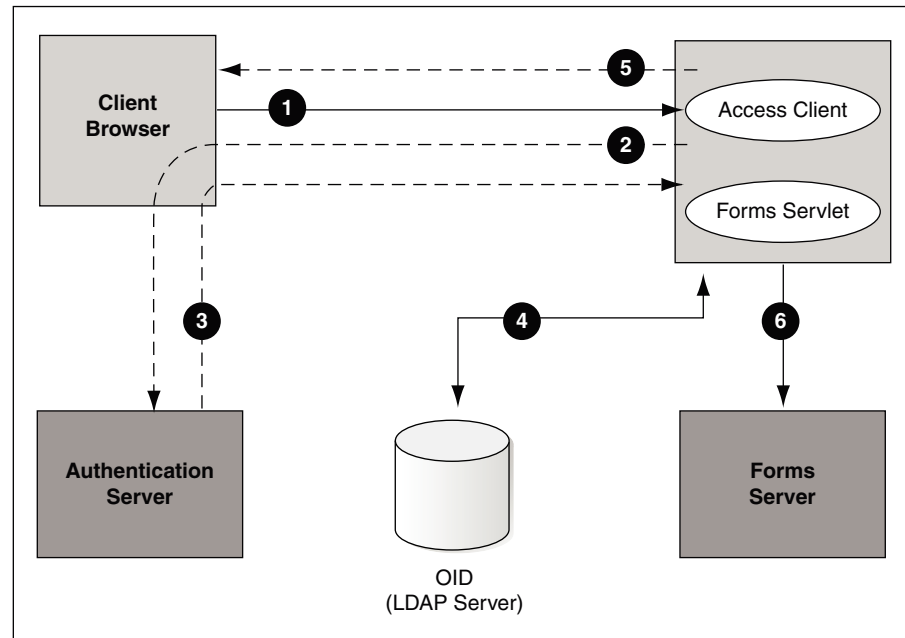 Client
Browser
5
1
Access Client
2
Forms Servlet
3
4
6
Authentication
Server
OID
(LDAP Server)
Forms
Server